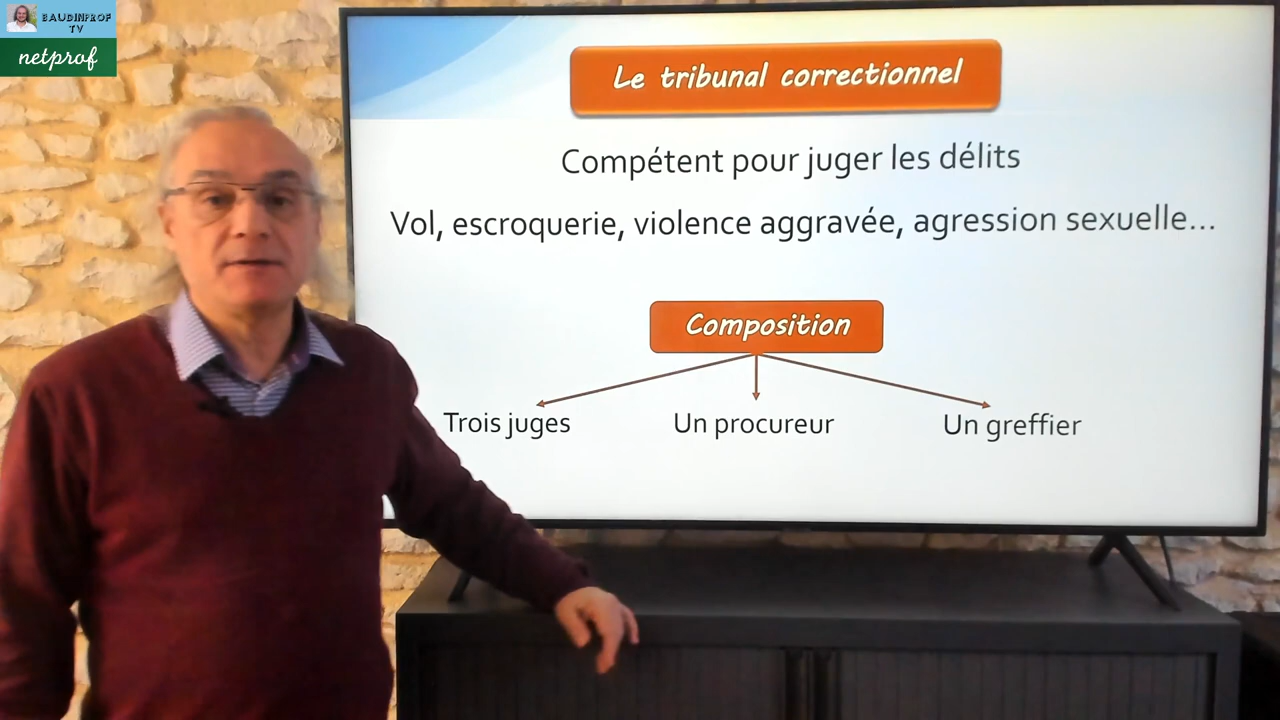 BAUDINPROF
TV
netprof
Le tribunal correctionnel
Compétent pour juger les délits
Vol, escroquerie, violence aggravée, agression sexuelle...
Composition
Trois juges
Un procureur
Un greffier